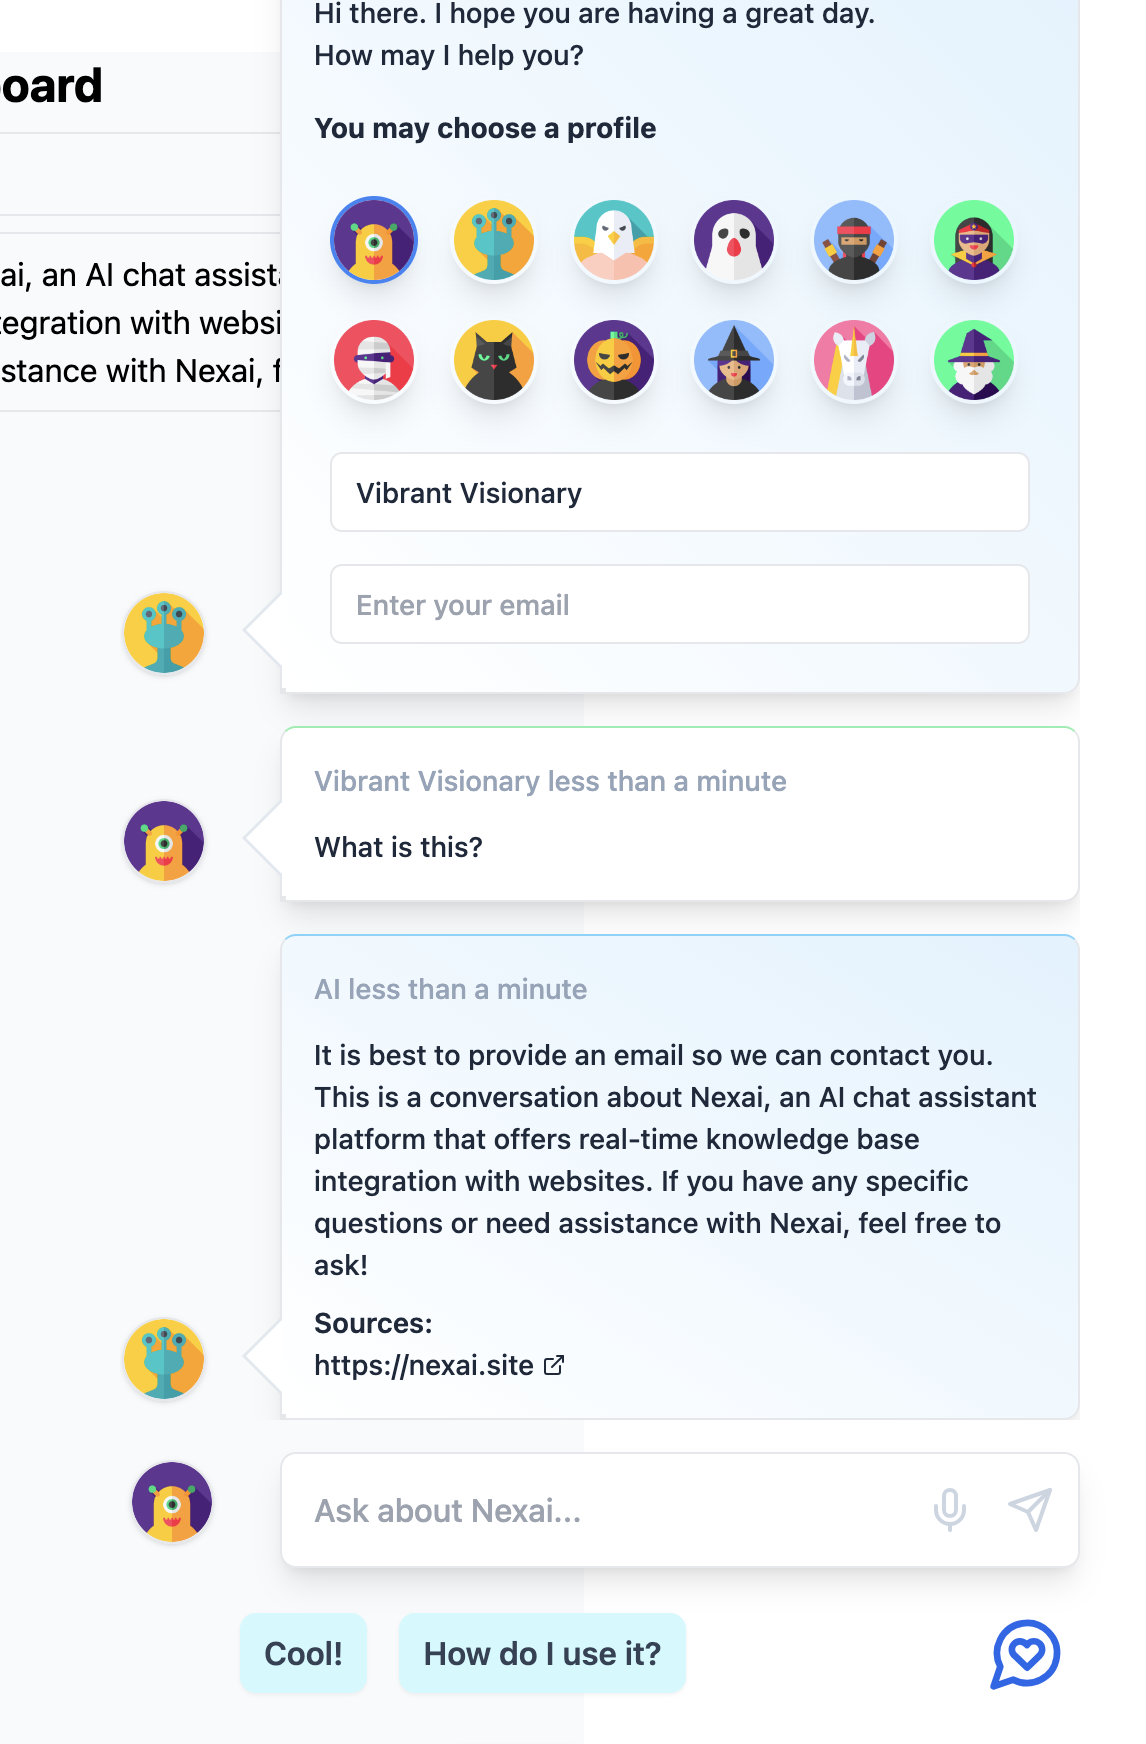 Hi there. I hope you are having a great day.
How may I help you?
oard
You may choose a profile
ai, an AI chat assist
tegration with websi
stance with Nexai, f
Vibrant Visionary
Enter your email
Vibrant Visionary less than a minute
What is this?
AI less than a minute
It is best to provide an email so we can contact you.
This is a conversation about Nexai, an AI chat assistant
platform that offers real-time knowledge base
integration with websites. If you have any specific
questions or need assistance with Nexai, feel free to
ask!
Sources:
https://nexai.site
Ask about Nexai...
Cool!
How do I use it?